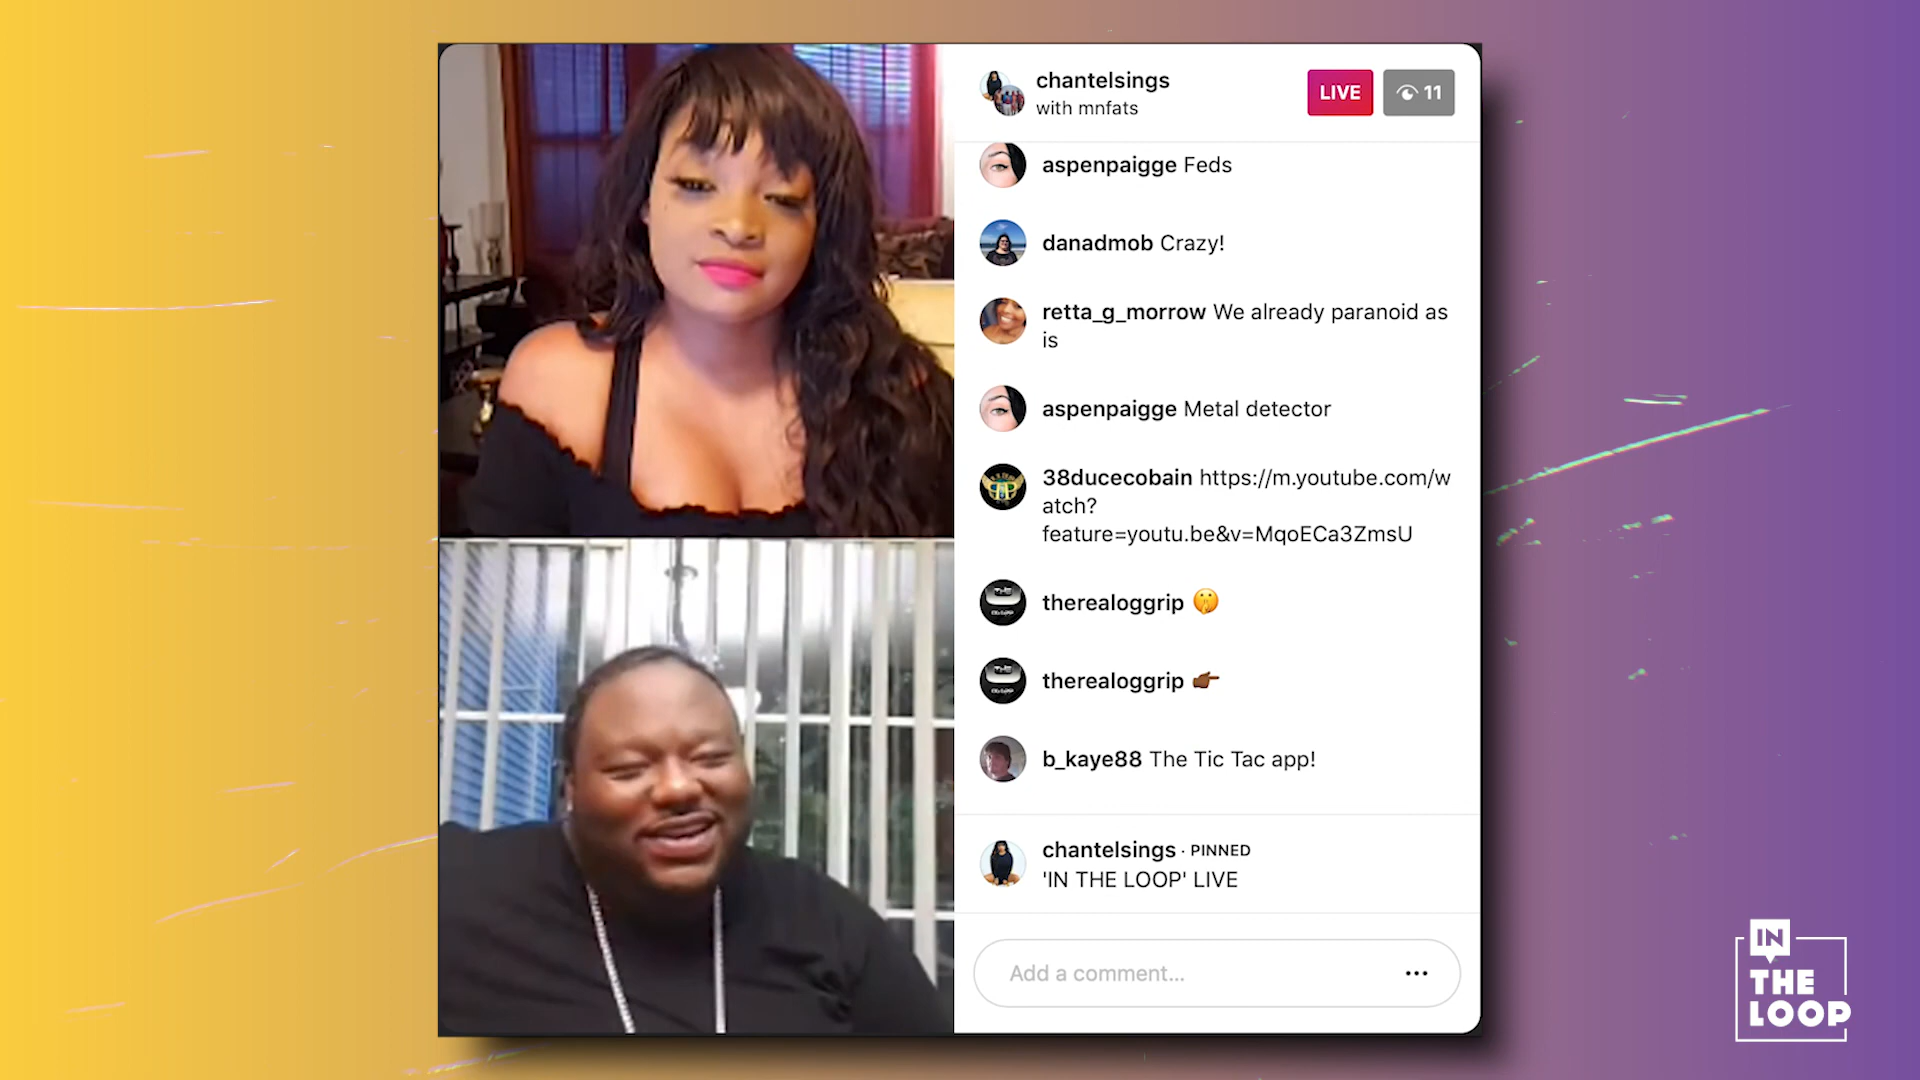 chantelsings
with mnfats
LIVE
11
aspenpaigge Feds
danadmob Crazy!
retta_g_morrow We already paranoid as
is
aspenpaigge Metal detector
38ducecobain https://m.youtube.com/w
atch?
feature=youtu.be&v=MqoECa3ZmsU
therealoggrip 🤫
therealoggrip 👉🏾
b_kaye88 The Tic Tac app!
chantelsings · PINNED
'IN THE LOOP' LIVE
Add a comment...
IN
THE
LOOP